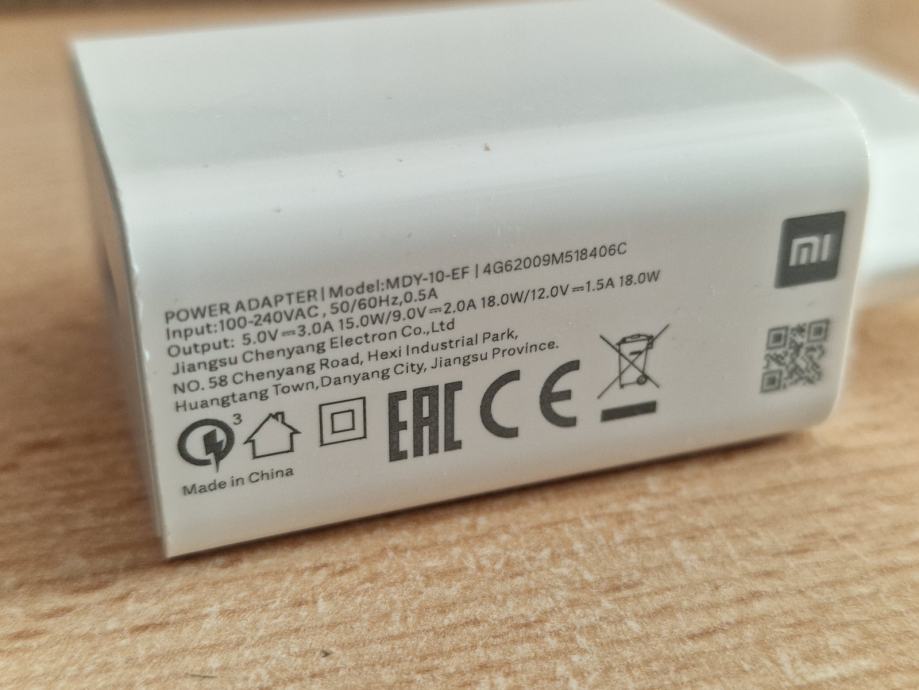 POWER ADAPTER | Model:MDY-10-EF | 4G62009M518406C
Input:100-240VAC , 50/60Hz,0.5A
Output: 5.0V⎓3.0A 15.0W/9.0V⎓2.0A 18.0W/12.0V⎓1.5A 18.0W
Jiangsu Chenyang Electron Co.,Ltd
NO. 58 Chenyang Road, Hexi Industrial Park,
Huangtang Town,Danyang City, Jiangsu Province.
3
EAC CE
Made in China
mi